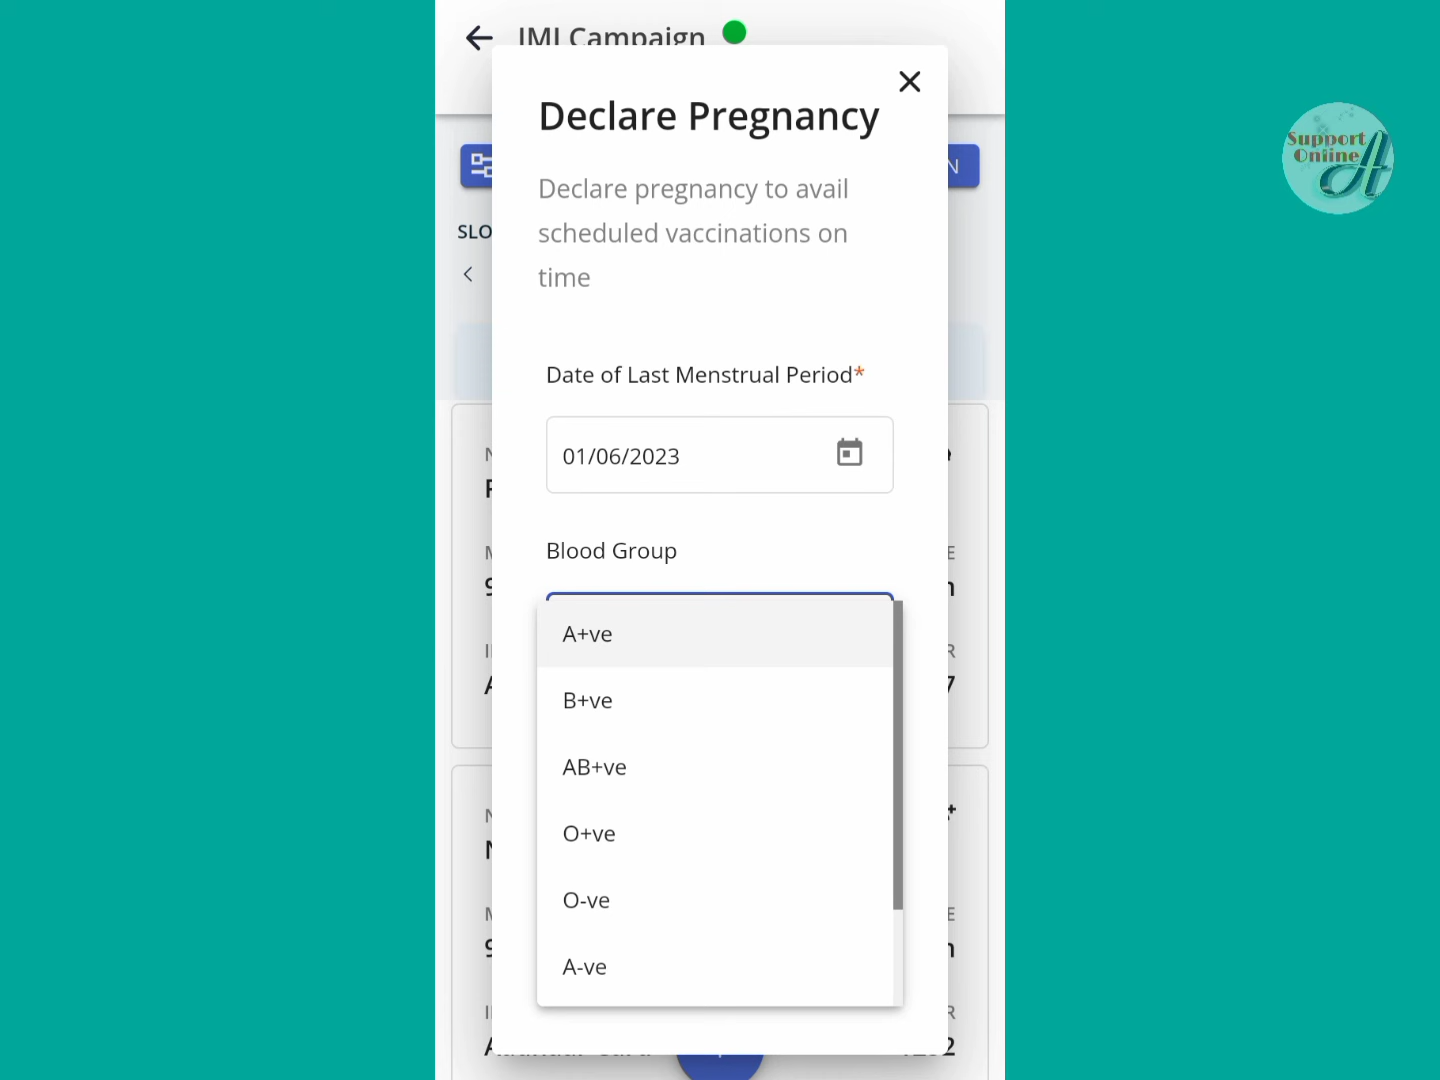 IMI Campaign
Declare Pregnancy
Support
Online
A
N
Declare pregnancy to avail
scheduled vaccinations on
time
SLO
Date of Last Menstrual Period*
01/06/2023
Blood Group
A+ve
B+ve
AB+ve
O+ve
O-ve
A-ve